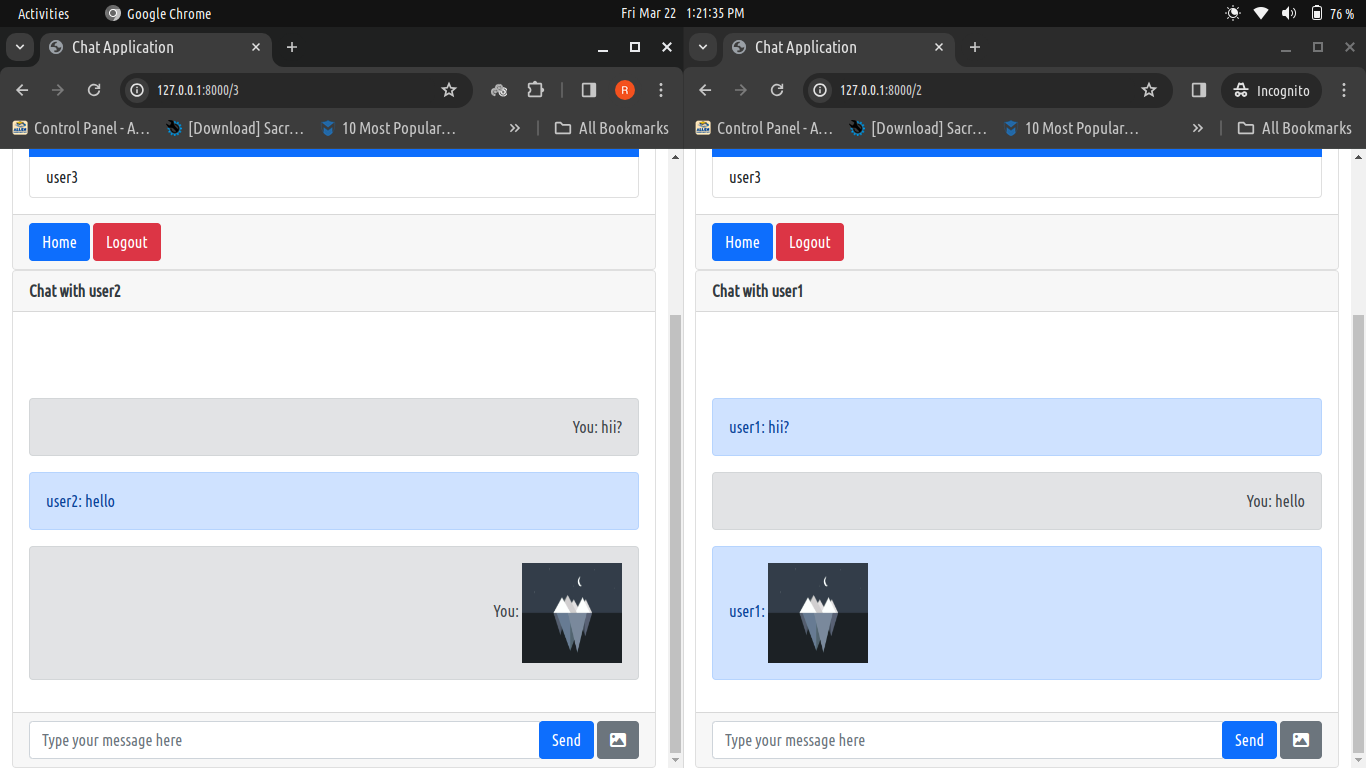 Activities Google Chrome Fri Mar 22 1:21:35 PM 76 %
Chat Application
127.0.0.1:8000/3
R
Control Panel - A... [Download] Sacr... 10 Most Popular... » All Bookmarks
user3
Home Logout
Chat with user2
You: hii?
user2: hello
You:
Type your message here Send
Chat Application
127.0.0.1:8000/2 Incognito
Control Panel - A... [Download] Sacr... 10 Most Popular... » All Bookmarks
user3
Home Logout
Chat with user1
user1: hii?
You: hello
user1:
Type your message here Send